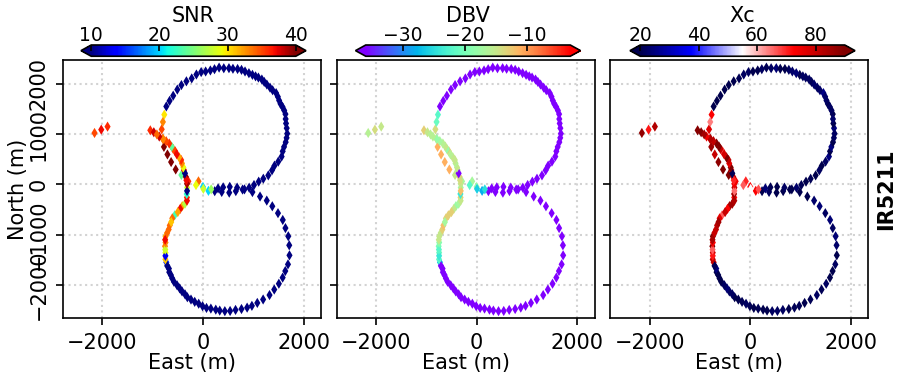 SNR DBV Xc
10 20 30 40 −30 −20 −10 20 40 60 80
North (m)
2000
1000
0
−1000
−2000
−2000 0 2000 −2000 0 2000 −2000 0 2000
East (m) East (m) East (m)
IR5211